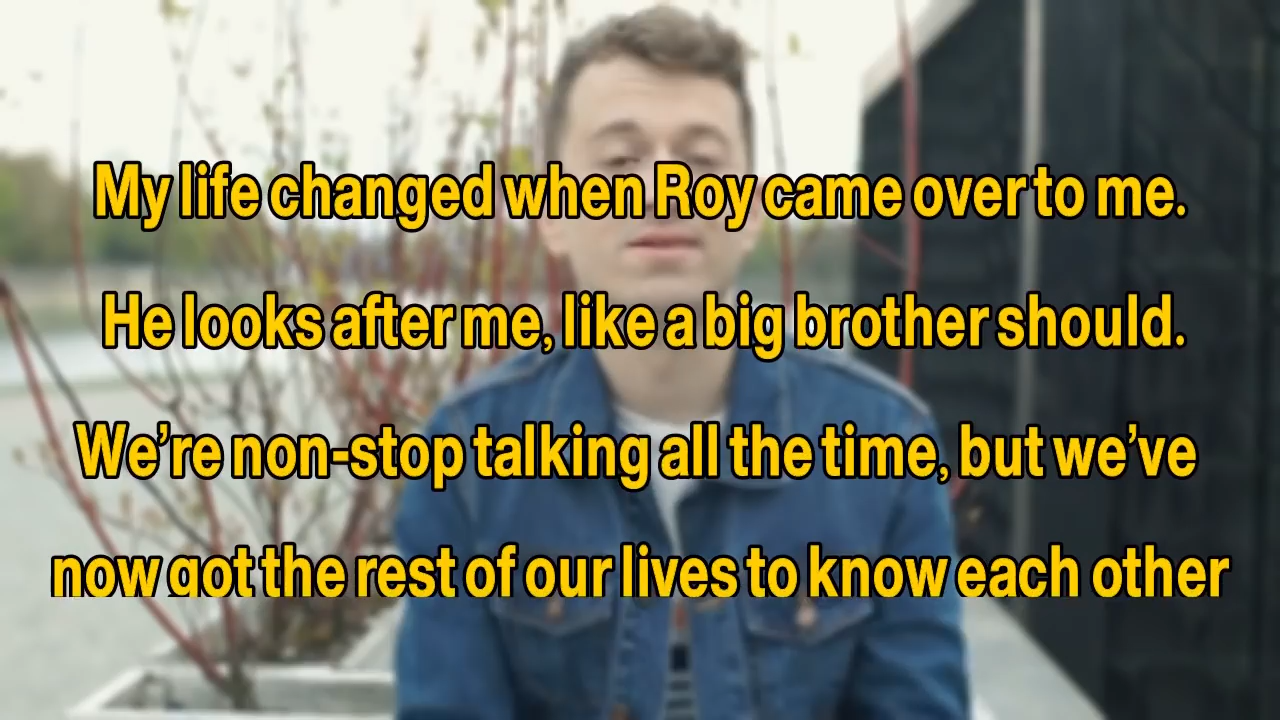 My life changed when Roy came over to me.
He looks after me, like a big brother should.
We’re non-stop talking all the time, but we’ve
now got the rest of our lives to know each other